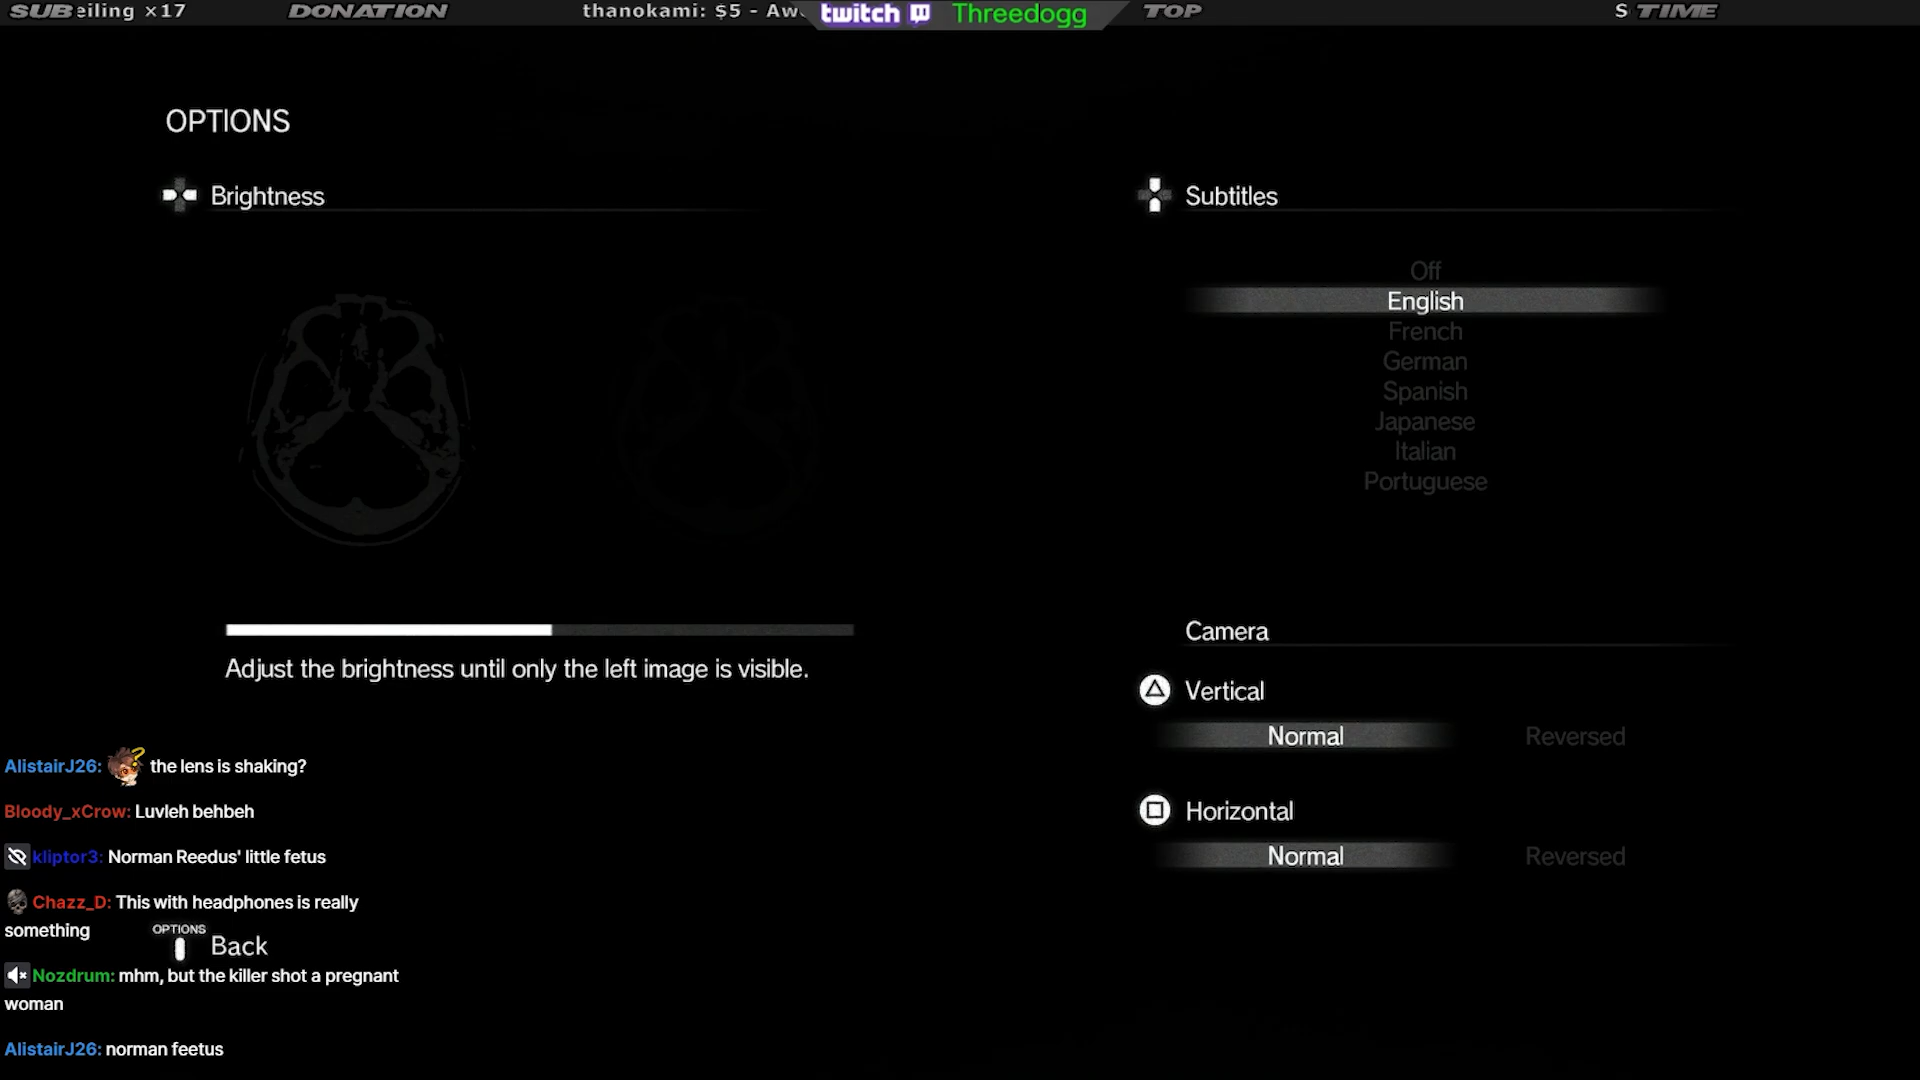 SUB eiling ×17 DONATION thanokami: $5 - Aw twitch Threedogg TOP S TIME
OPTIONS
Brightness
Subtitles
Off
English
French
German
Spanish
Japanese
Italian
Portuguese
Adjust the brightness until only the left image is visible.
Camera
Vertical
Normal Reversed
Horizontal
Normal Reversed
AlistairJ26: the lens is shaking?
Bloody_xCrow: Luvleh behbeh
kliptor3: Norman Reedus' little fetus
Chazz_D: This with headphones is really
something
OPTIONS
Back
Nozdrum: mhm, but the killer shot a pregnant
woman
AlistairJ26: norman feetus